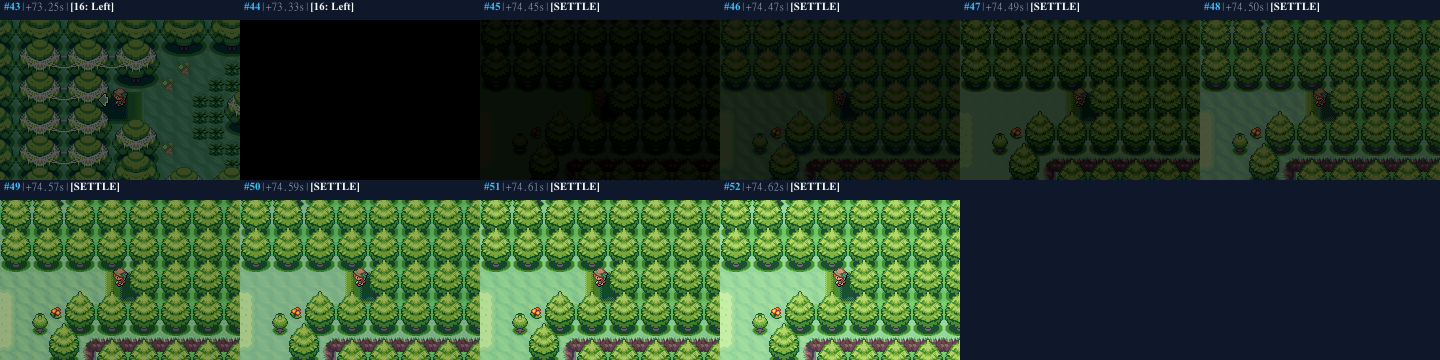 #43|+73.25s|[16: Left]
#44|+73.33s|[16: Left]
#45|+74.45s|[SETTLE]
#46|+74.47s|[SETTLE]
#47|+74.49s|[SETTLE]
#48|+74.50s|[SETTLE]
#49|+74.57s|[SETTLE]
#50|+74.59s|[SETTLE]
#51|+74.61s|[SETTLE]
#52|+74.62s|[SETTLE]